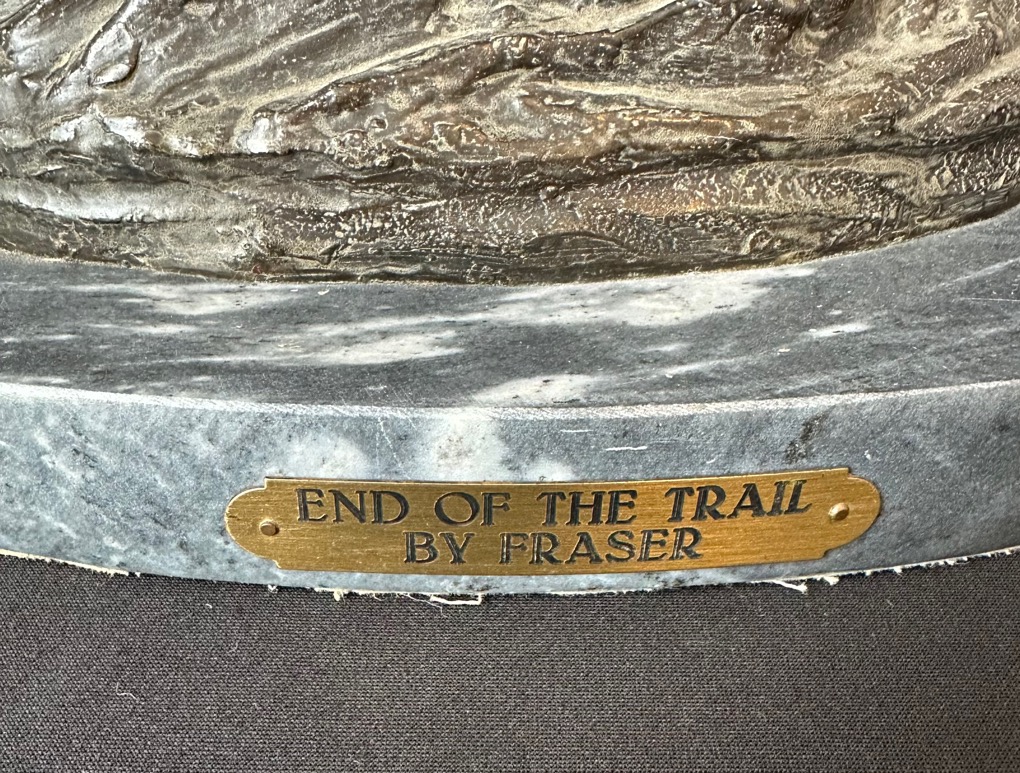 END OF THE TRAIL
BY FRASER